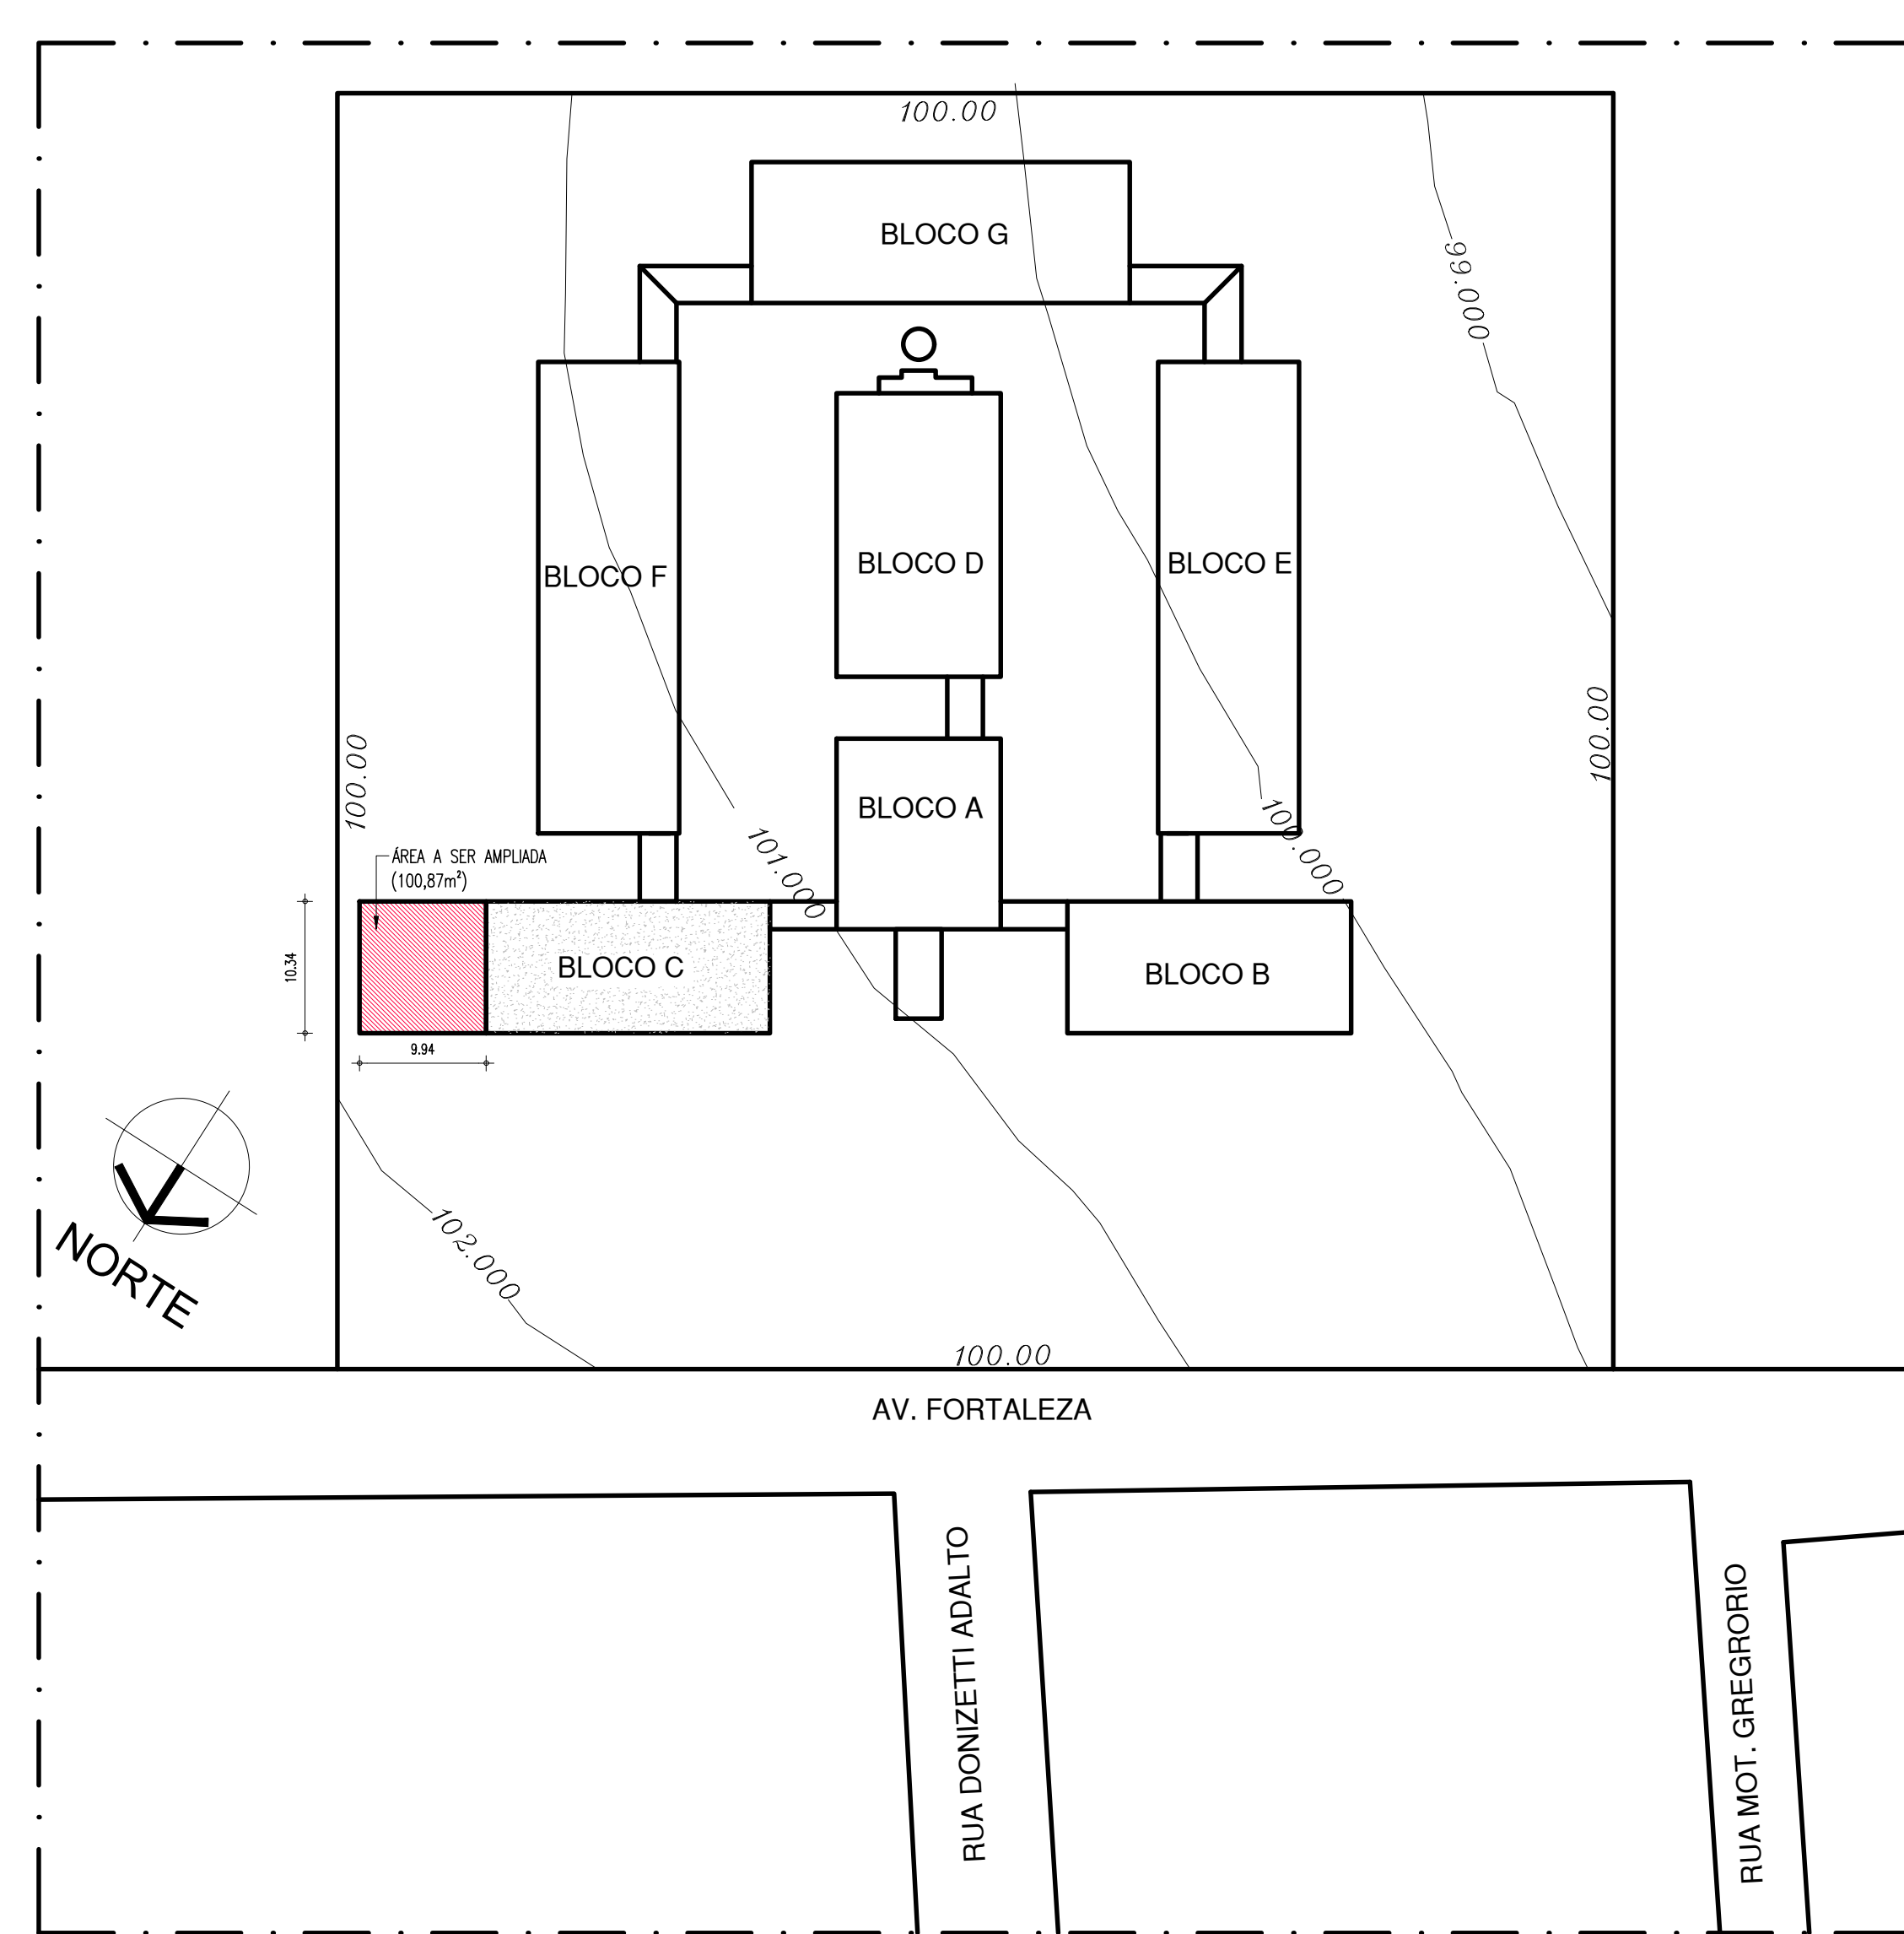 100.00
BLOCO G
99.000
BLOCO F
BLOCO D
BLOCO E
100.00
100.00
BLOCO A
101.000
100.000
ÁREA A SER AMPLIADA
(100,87m²)
10.34
BLOCO C
BLOCO B
9.94
NORTE
102.000
100.00
AV. FORTALEZA
RUA DONIZETTI ADALTO
RUA MOT. GREGRORIO